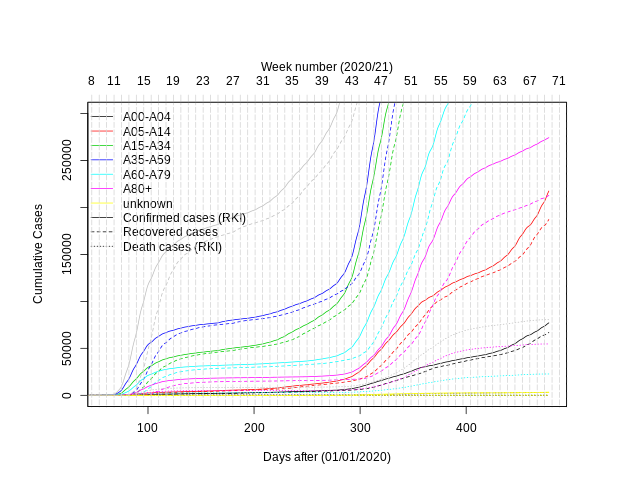 Week number (2020/21)
8 11 15 19 23 27 31 35 39 43 47 51 55 59 63 67 71
A00-A04
A05-A14
A15-A34
A35-A59
A60-A79
A80+
unknown
Confirmed cases (RKI)
Recovered cases
Death cases (RKI)
Cumulative Cases
0 50000 150000 250000
100 200 300 400
Days after (01/01/2020)